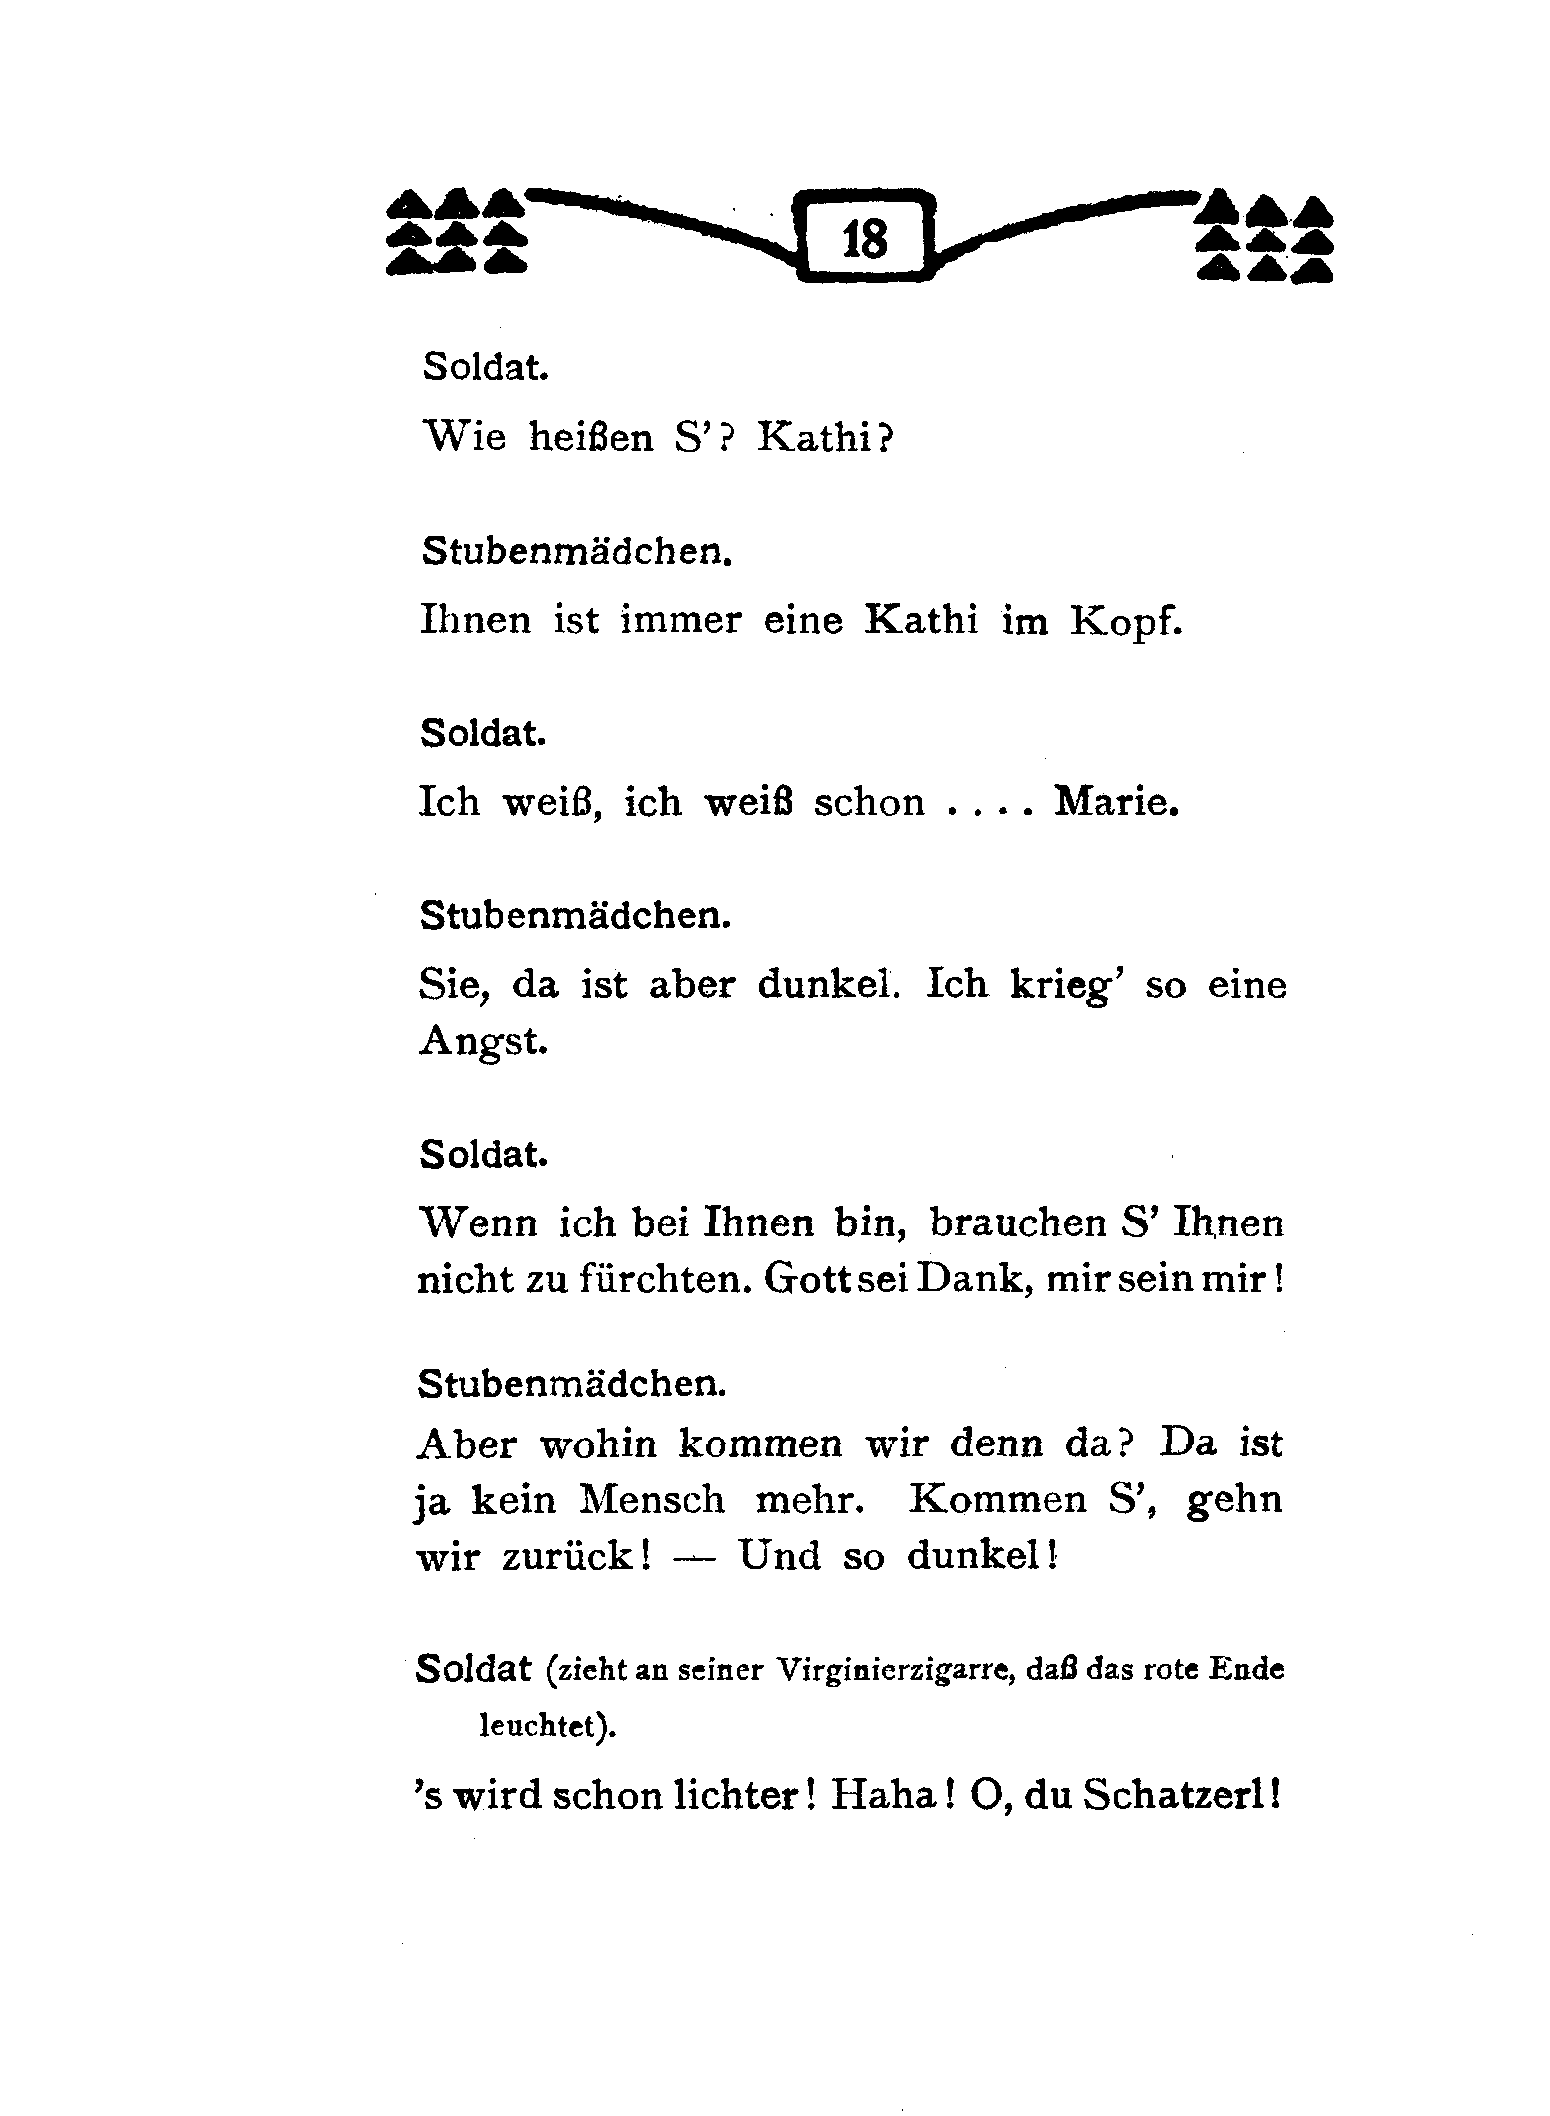 18
Soldat.
Wie heißen S’? Kathi?
Stubenmädchen.
Ihnen ist immer eine Kathi im Kopf.
Soldat.
Ich weiß, ich weiß schon . . . . Marie.
Stubenmädchen.
Sie, da ist aber dunkel. Ich krieg’ so eine
Angst.
Soldat.
Wenn ich bei Ihnen bin, brauchen S’ Ihnen
nicht zu fürchten. Gott sei Dank, mir sein mir!
Stubenmädchen.
Aber wohin kommen wir denn da? Da ist
ja kein Mensch mehr. Kommen S’, gehn
wir zurück! — Und so dunkel!
Soldat (zieht an seiner Virginierzigarre, daß das rote Ende
leuchtet).
’s wird schon lichter! Haha! O, du Schatzerl!